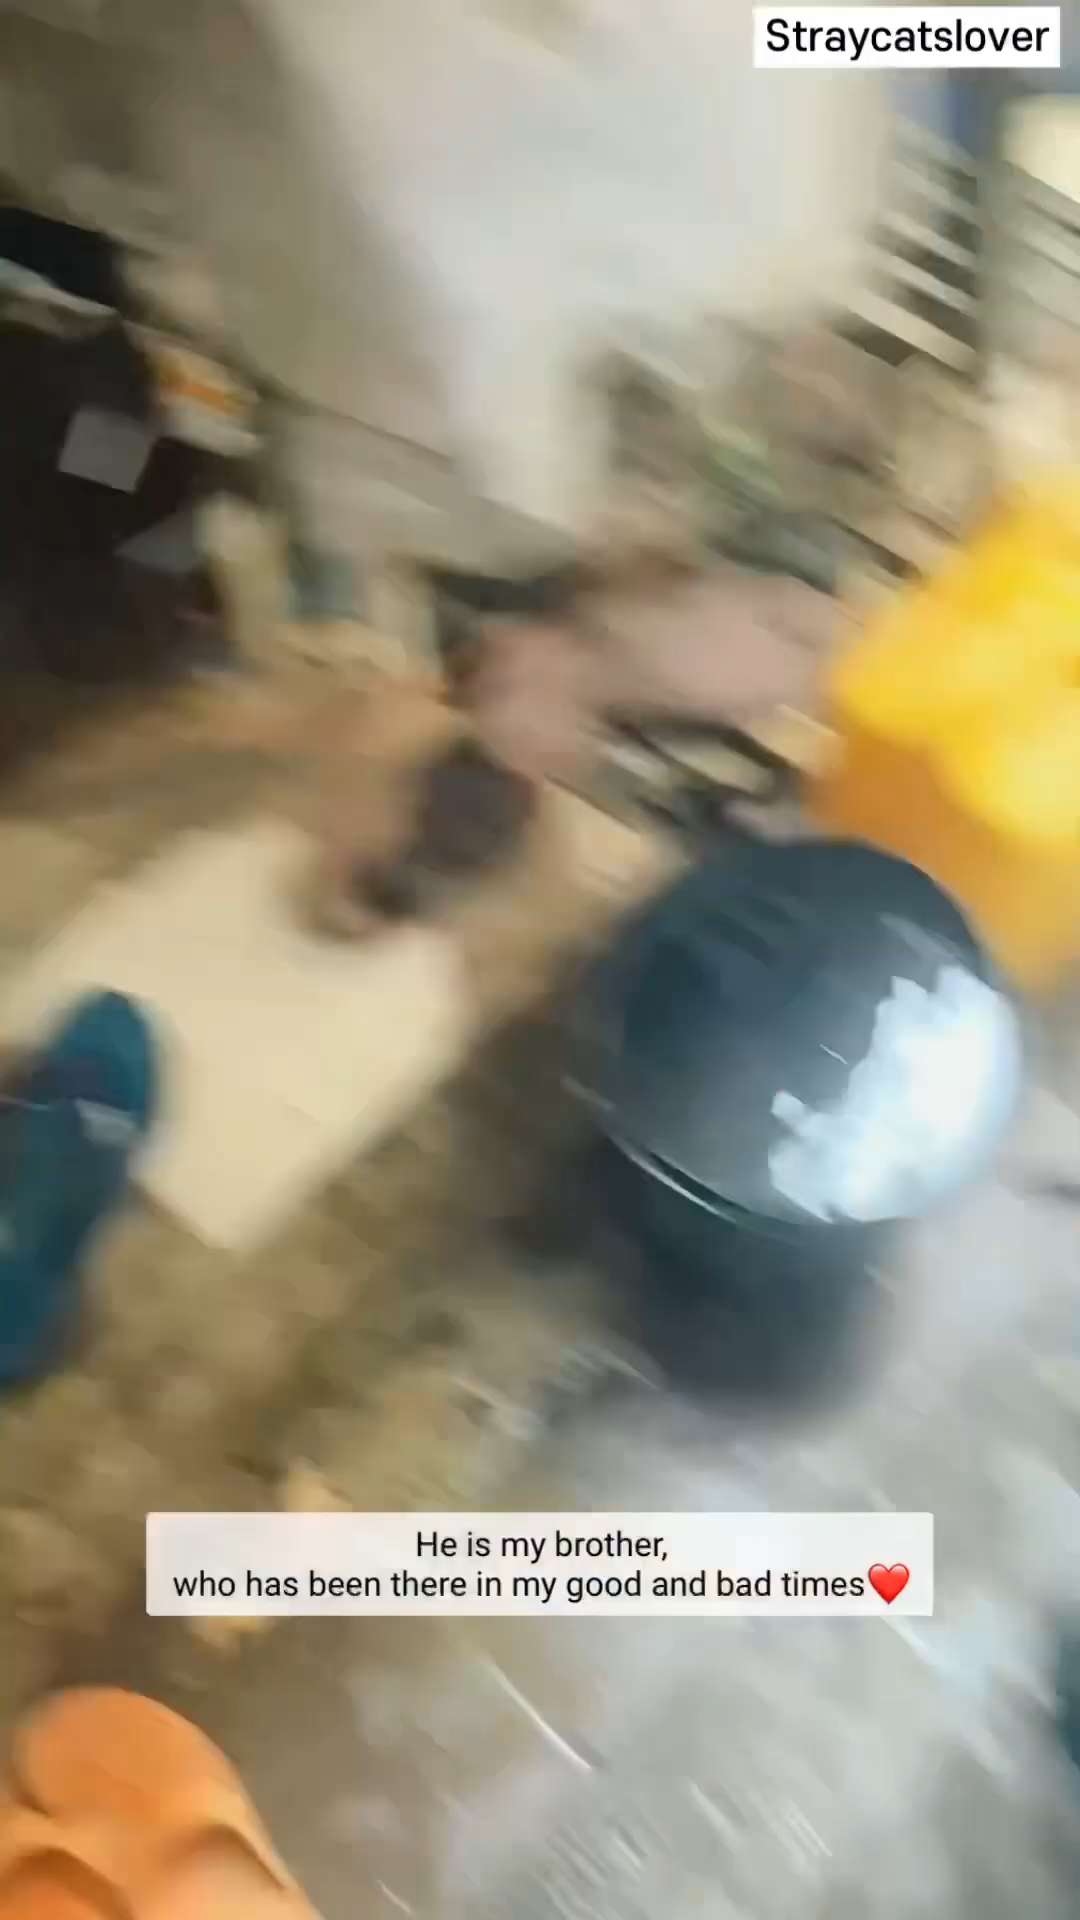 Straycatslover
He is my brother,
who has been there in my good and bad times❤️